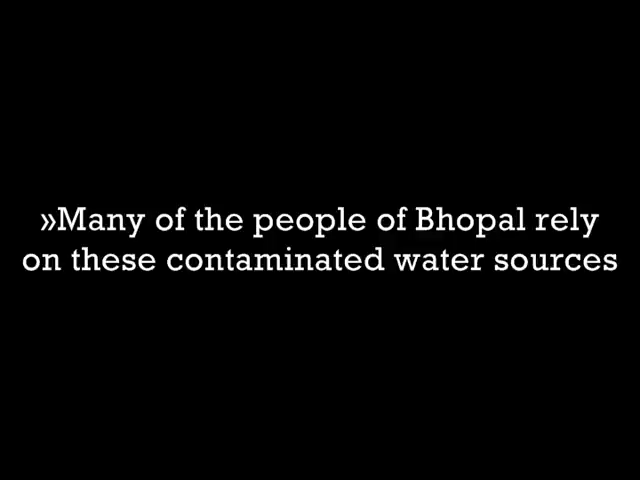 »Many of the people of Bhopal rely
on these contaminated water sources